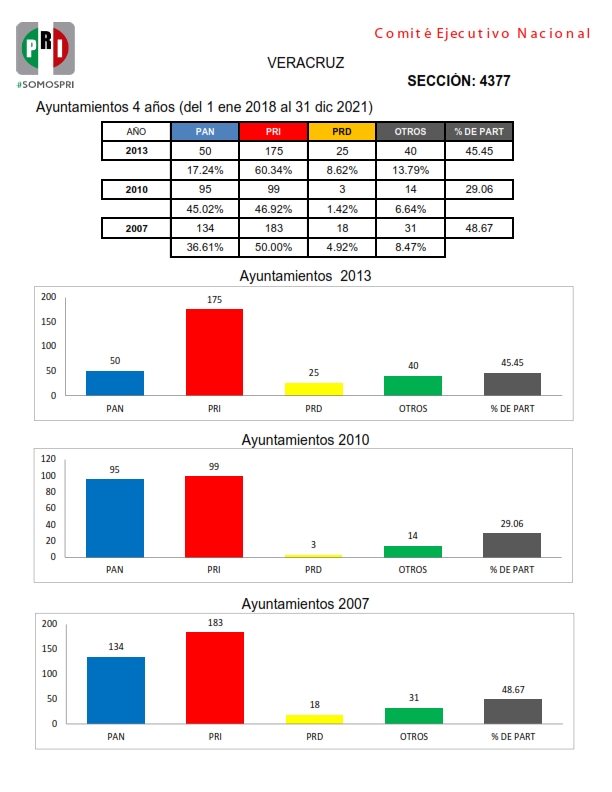 Comité Ejecutivo Nacional
PRI
#SOMOSPRI
VERACRUZ
SECCIÓN: 4377
Ayuntamientos 4 años (del 1 ene 2018 al 31 dic 2021)
AÑO PAN PRI PRD OTROS % DE PART
2013 50 175 25 40 45.45
17.24% 60.34% 8.62% 13.79%
2010 95 99 3 14 29.06
45.02% 46.92% 1.42% 6.64%
2007 134 183 18 31 48.67
36.61% 50.00% 4.92% 8.47%
Ayuntamientos 2013
200
150
100
50
0
50 175 25 40 45.45
PAN PRI PRD OTROS % DE PART
Ayuntamientos 2010
120
100
80
60
40
20
0
95 99 3 14 29.06
PAN PRI PRD OTROS % DE PART
Ayuntamientos 2007
200
150
100
50
0
134 183 18 31 48.67
PAN PRI PRD OTROS % DE PART